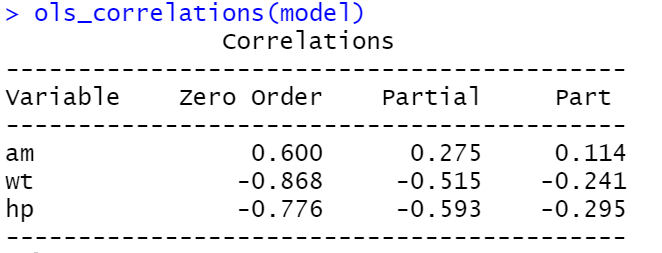 > ols_correlations(model)
Correlations
-------------------------------------------
Variable Zero Order Partial Part
-------------------------------------------
am 0.600 0.275 0.114
wt -0.868 -0.515 -0.241
hp -0.776 -0.593 -0.295
-------------------------------------------